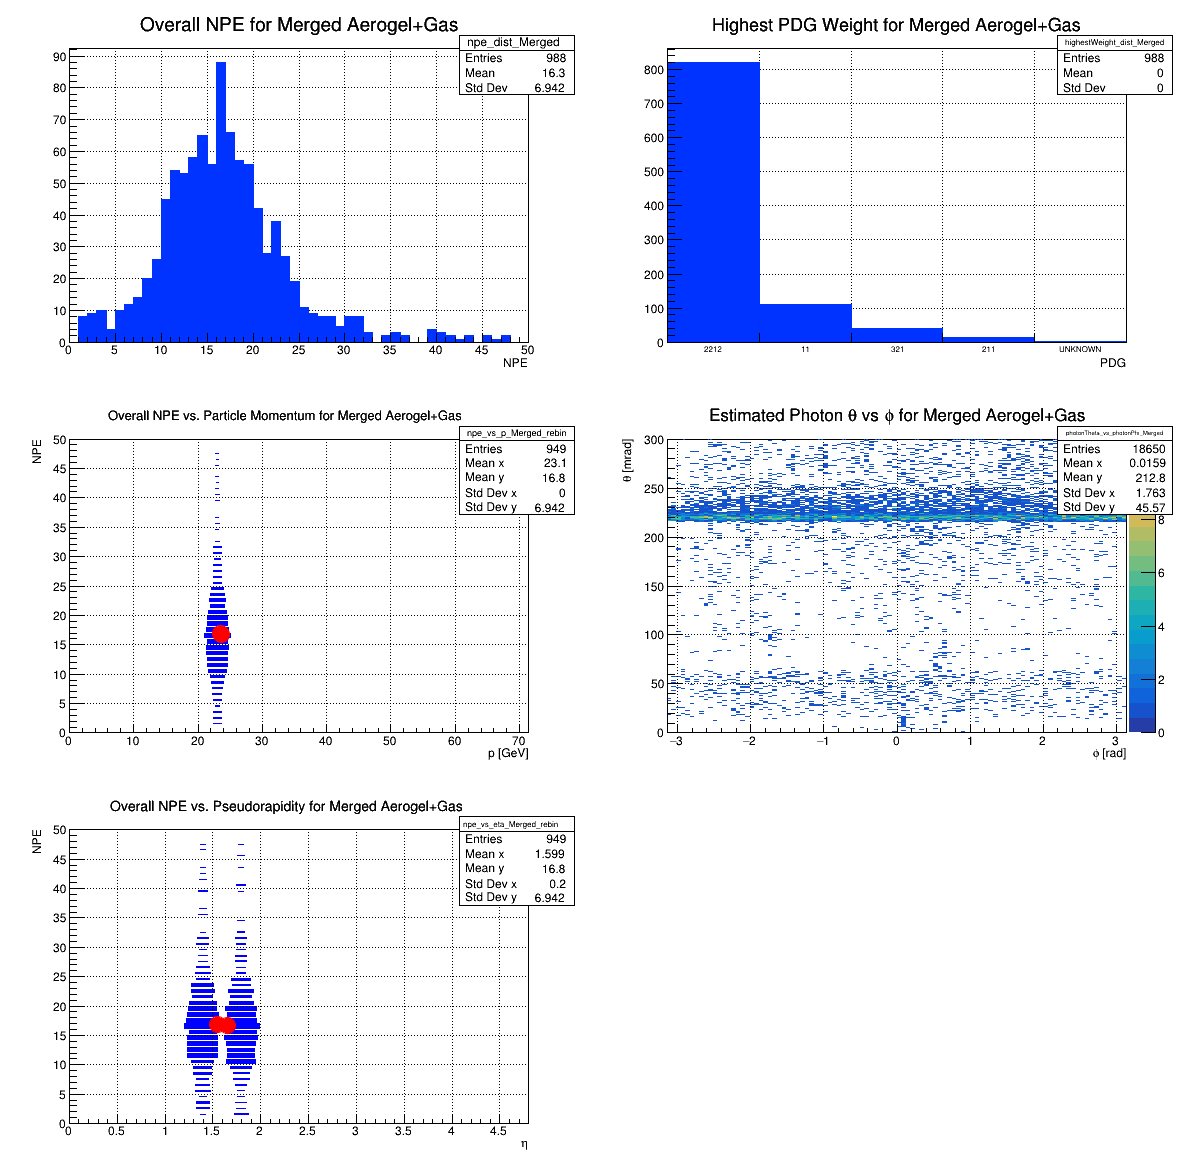 Overall NPE for Merged Aerogel+Gas
npe_dist_Merged
Entries 988
Mean 16.3
Std Dev 6.942
90
80
70
60
50
40
30
20
10
0
0 5 10 15 20 25 30 35 40 45 50
NPE
Highest PDG Weight for Merged Aerogel+Gas
highestWeight_dist_Merged
Entries 988
Mean 0
Std Dev 0
800
700
600
500
400
300
200
100
0
2212 11 321 211 UNKNOWN
PDG
Overall NPE vs. Particle Momentum for Merged Aerogel+Gas
npe_vs_p_Merged_rebin
Entries 949
Mean x 23.1
Mean y 16.8
Std Dev x 0
Std Dev y 6.942
NPE
50
45
40
35
30
25
20
15
10
5
0
0 10 20 30 40 50 60 70
p [GeV]
Estimated Photon θ vs ϕ for Merged Aerogel+Gas
photonTheta_vs_photonPhi_Merged
Entries 18650
Mean x 0.0159
Mean y 212.8
Std Dev x 1.763
Std Dev y 45.57
θ [mrad]
300
250
200
150
100
50
0
−3 −2 −1 0 1 2 3
ϕ [rad]
8
6
4
2
0
Overall NPE vs. Pseudorapidity for Merged Aerogel+Gas
npe_vs_eta_Merged_rebin
Entries 949
Mean x 1.599
Mean y 16.8
Std Dev x 0.2
Std Dev y 6.942
NPE
50
45
40
35
30
25
20
15
10
5
0
0 0.5 1 1.5 2 2.5 3 3.5 4 4.5
η